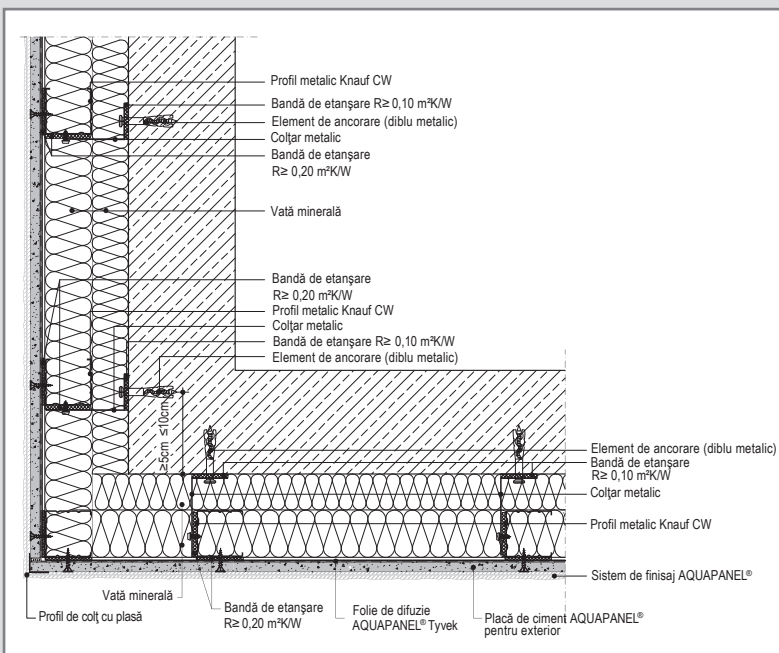 Profil metalic Knauf CW
Bandă de etanşare R≥ 0,10 m²K/W
Element de ancorare (diblu metalic)
Colţar metalic
Bandă de etanşare
R≥ 0,20 m²K/W
Vată minerală
Bandă de etanşare
R≥ 0,20 m²K/W
Profil metalic Knauf CW
Colţar metalic
Bandă de etanşare R≥ 0,10 m²K/W
Element de ancorare (diblu metalic)
≥5cm ≤10cm
Element de ancorare (diblu metalic)
Bandă de etanşare
R≥ 0,10 m²K/W
Colţar metalic
Profil metalic Knauf CW
Sistem de finisaj AQUAPANEL®
Vată minerală
Profil de colţ cu plasă
Bandă de etanşare
R≥ 0,20 m²K/W
Folie de difuzie
AQUAPANEL® Tyvek
Placă de ciment AQUAPANEL®
pentru exterior